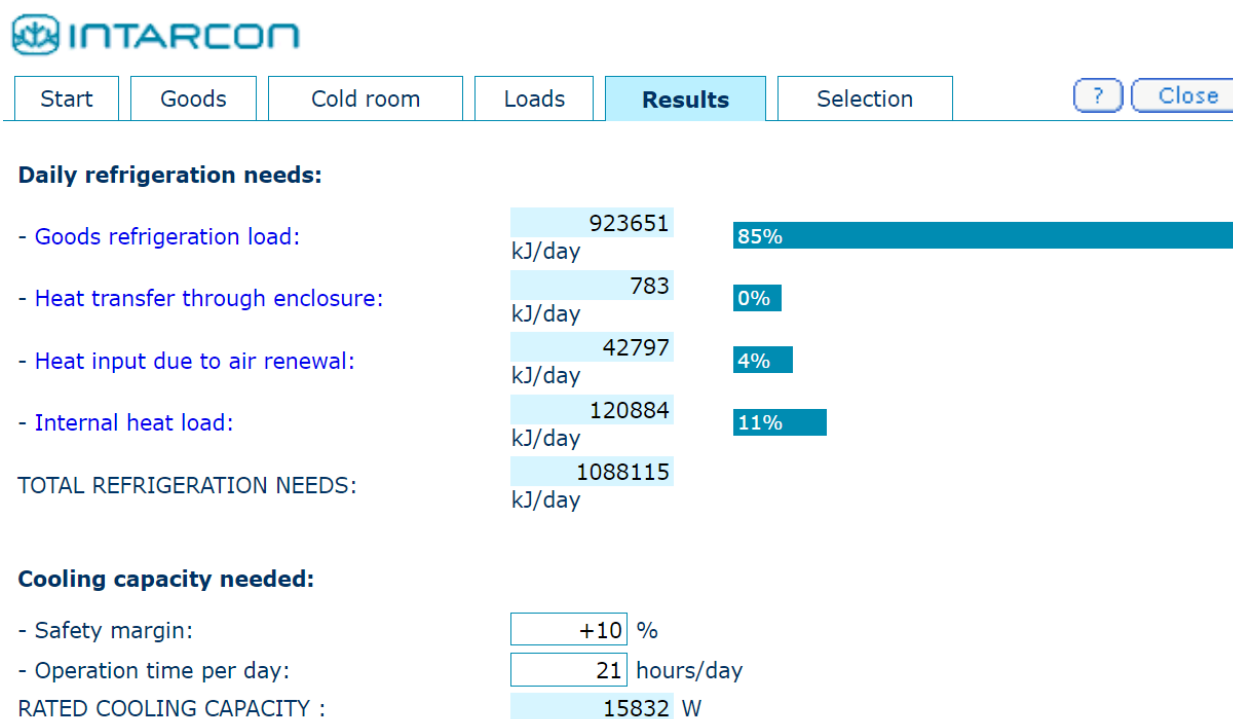 INTARCON
Start Goods Cold room Loads Results Selection ? Close
Daily refrigeration needs:
- Goods refrigeration load: 923651 kJ/day 85%
- Heat transfer through enclosure: 783 kJ/day 0%
- Heat input due to air renewal: 42797 kJ/day 4%
- Internal heat load: 120884 kJ/day 11%
TOTAL REFRIGERATION NEEDS: 1088115 kJ/day
Cooling capacity needed:
- Safety margin: +10 %
- Operation time per day: 21 hours/day
RATED COOLING CAPACITY : 15832 W